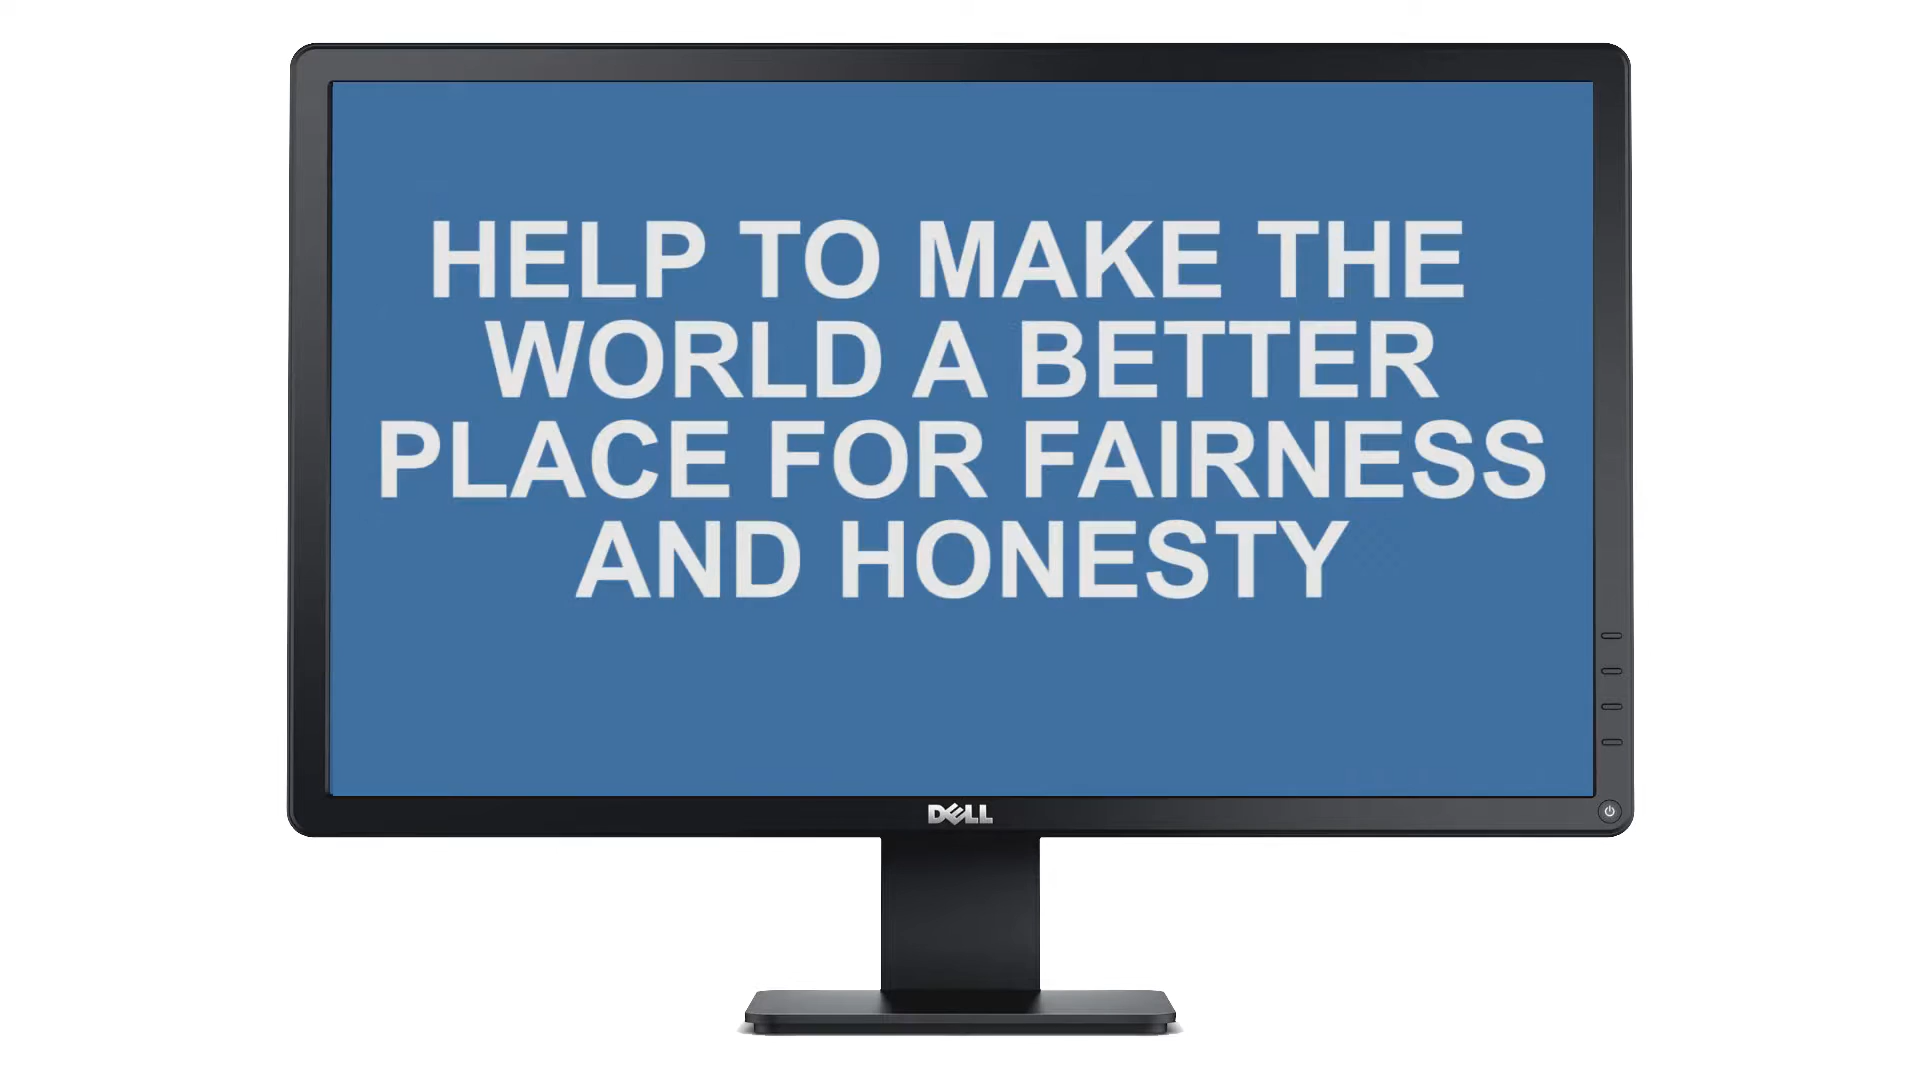 HELP TO MAKE THE
WORLD A BETTER
PLACE FOR FAIRNESS
AND HONESTY
DELL